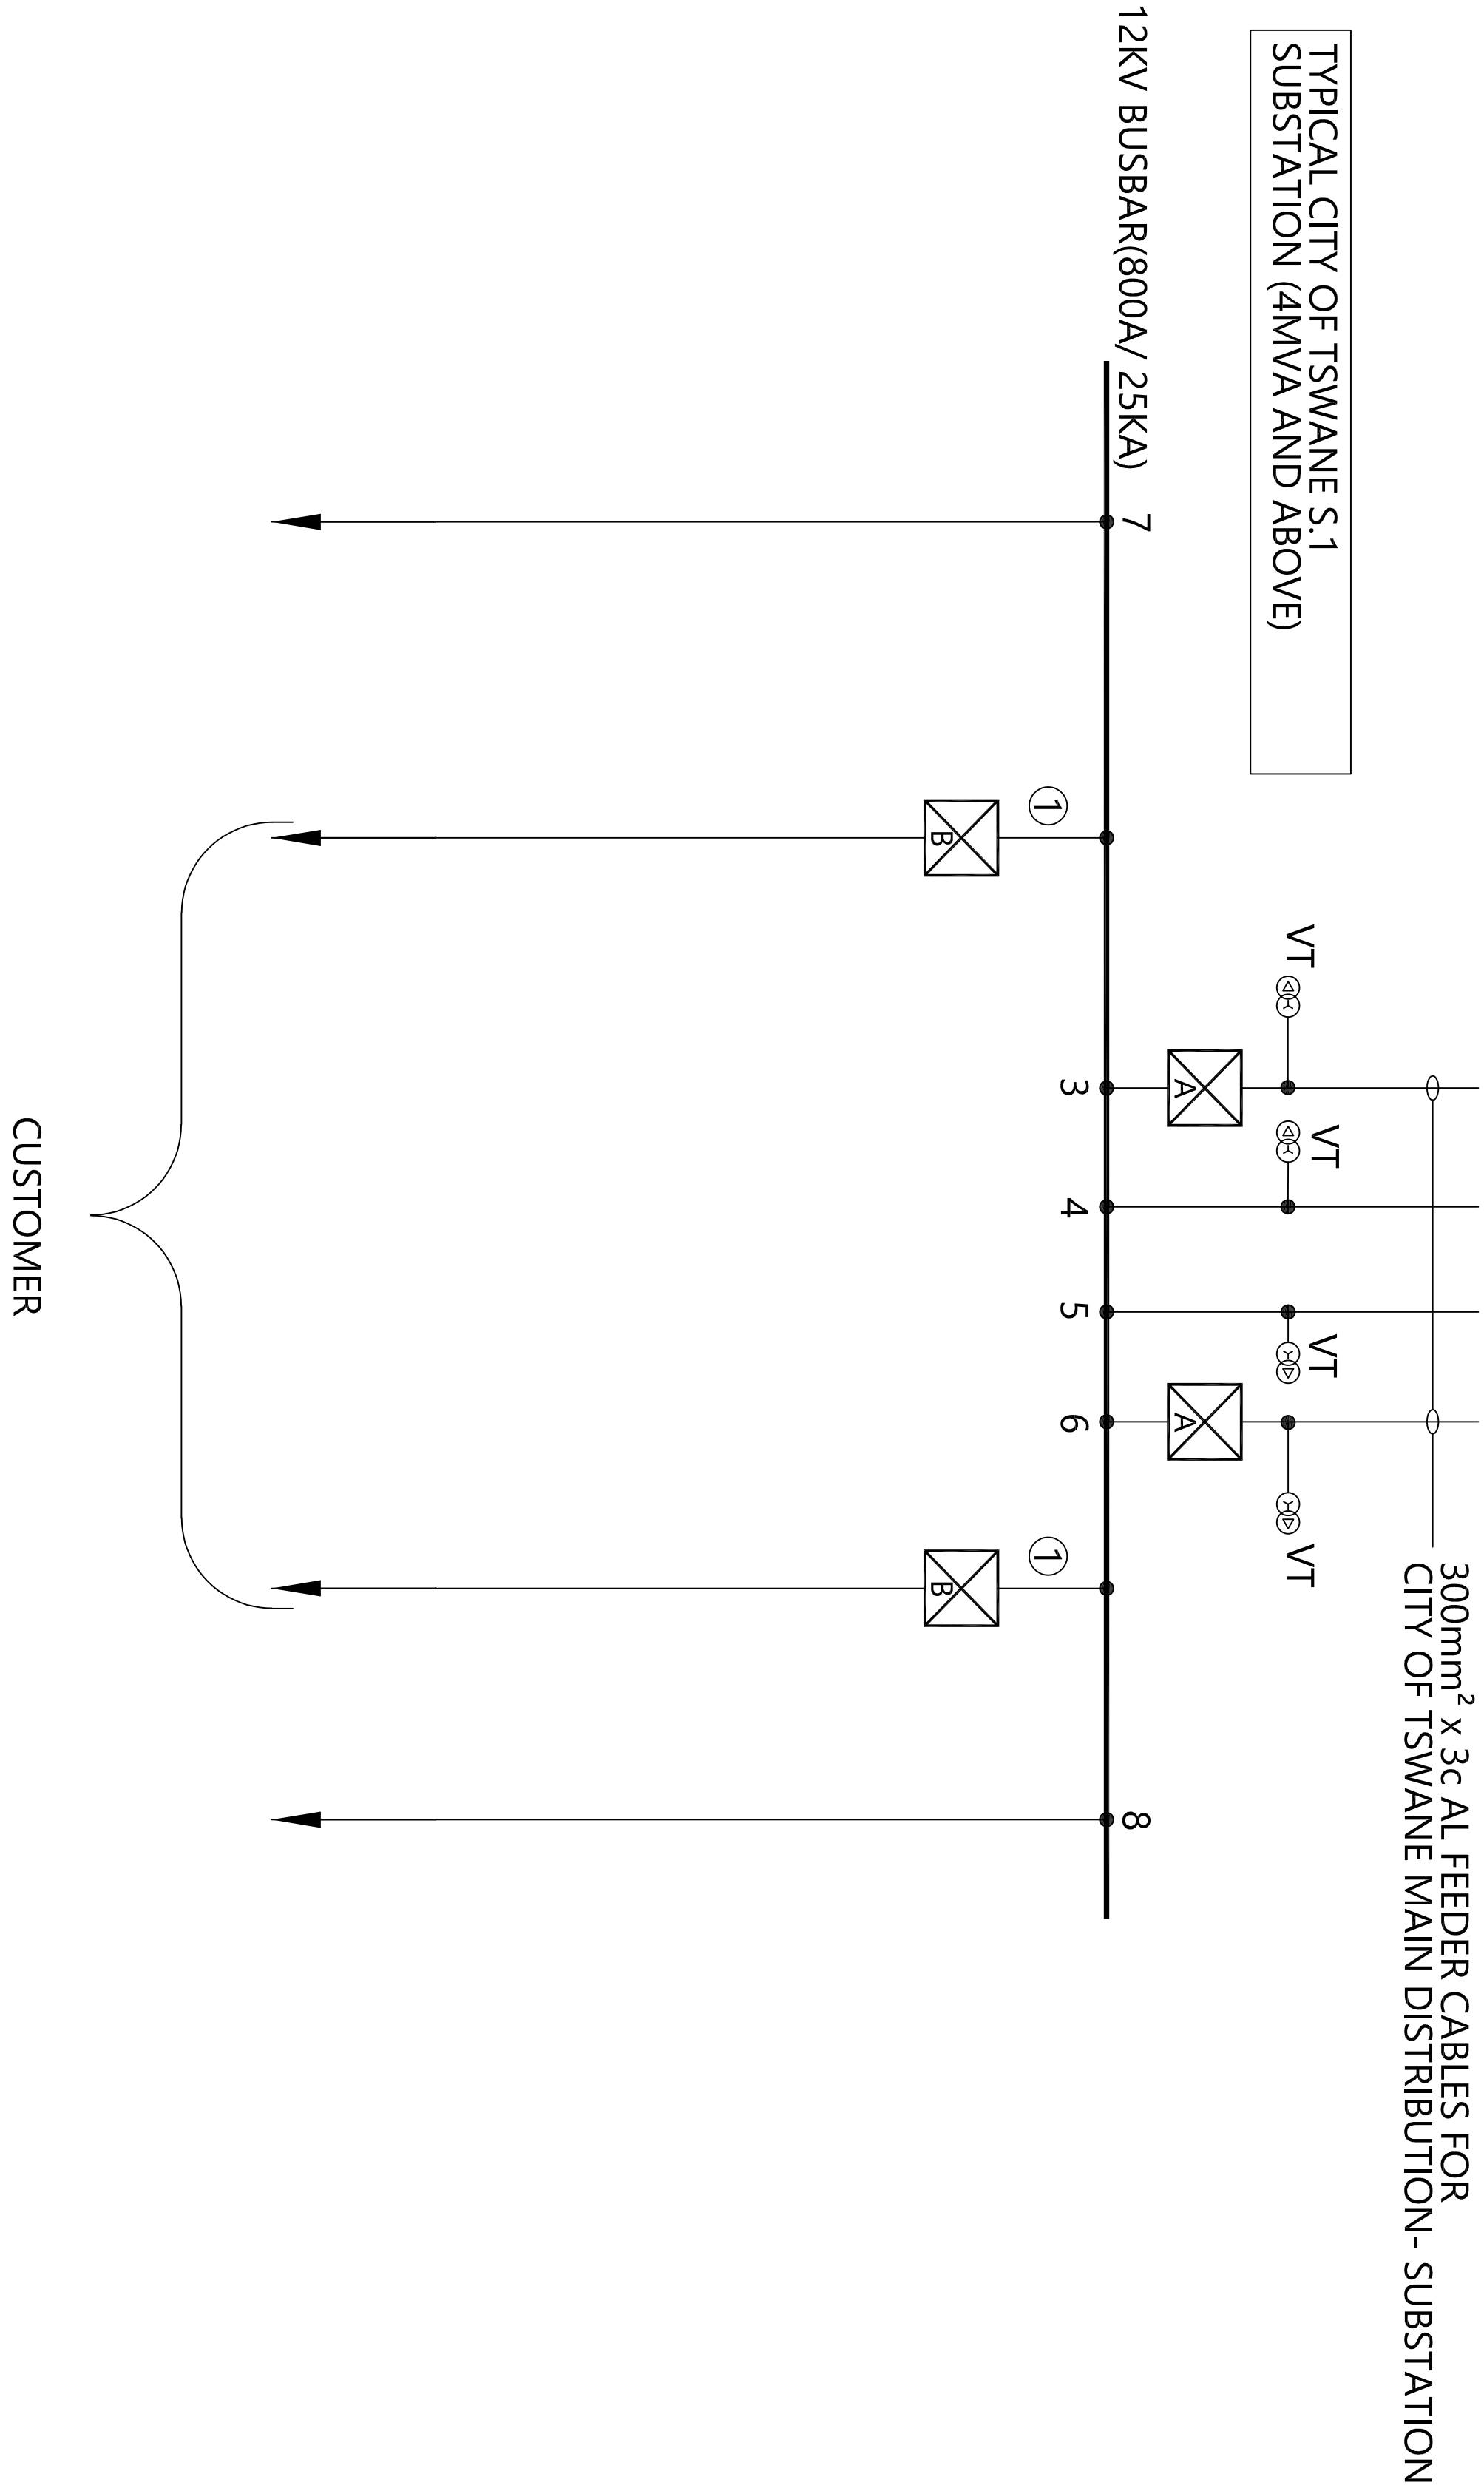 300mm² x 3c AL FEEDER CABLES FOR
CITY OF TSWANE MAIN DISTRIBUTION- SUBSTATION
TYPICAL CITY OF TSWANE S.1
SUBSTATION (4MVA AND ABOVE)
VT
VT
VT
VT
A
A
12KV BUSBAR(800A/ 25KA)
7
8
3
4
5
6
1
1
B
B
CUSTOMER